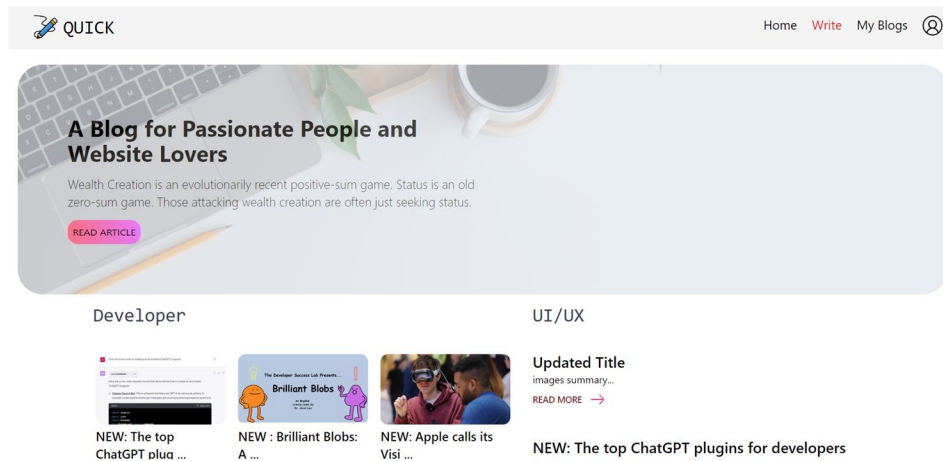 QUICK
Home Write My Blogs
A Blog for Passionate People and
Website Lovers
Wealth Creation is an evolutionarily recent positive-sum game. Status is an old
zero-sum game. Those attacking wealth creation are often just seeking status.
READ ARTICLE
Developer
The Developer Success Lab Presents...
Brilliant Blobs
NEW: The top
ChatGPT plug ...
NEW : Brilliant Blobs:
A ...
NEW: Apple calls its
Visi ...
UI/UX
Updated Title
images summary...
READ MORE
NEW: The top ChatGPT plugins for developers